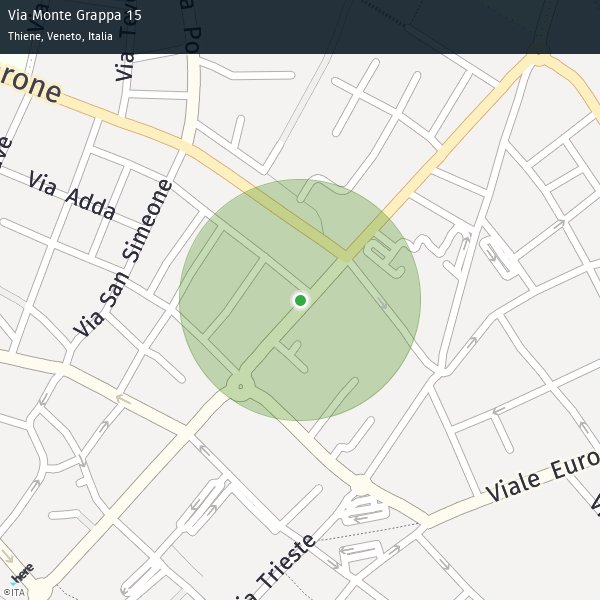 Via Monte Grappa 15
Thiene, Veneto, Italia
Via
Via
rone
Via Adda
Via San Simeone
Viale Euro
Trieste
here
©ITA